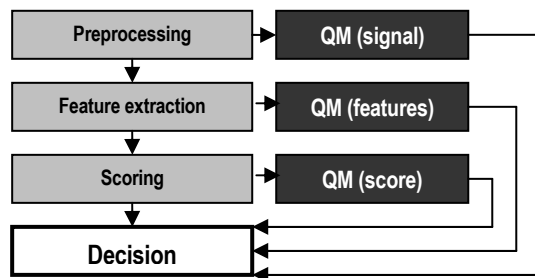 Preprocessing
QM (signal)
Feature extraction
QM (features)
Scoring
QM (score)
Decision